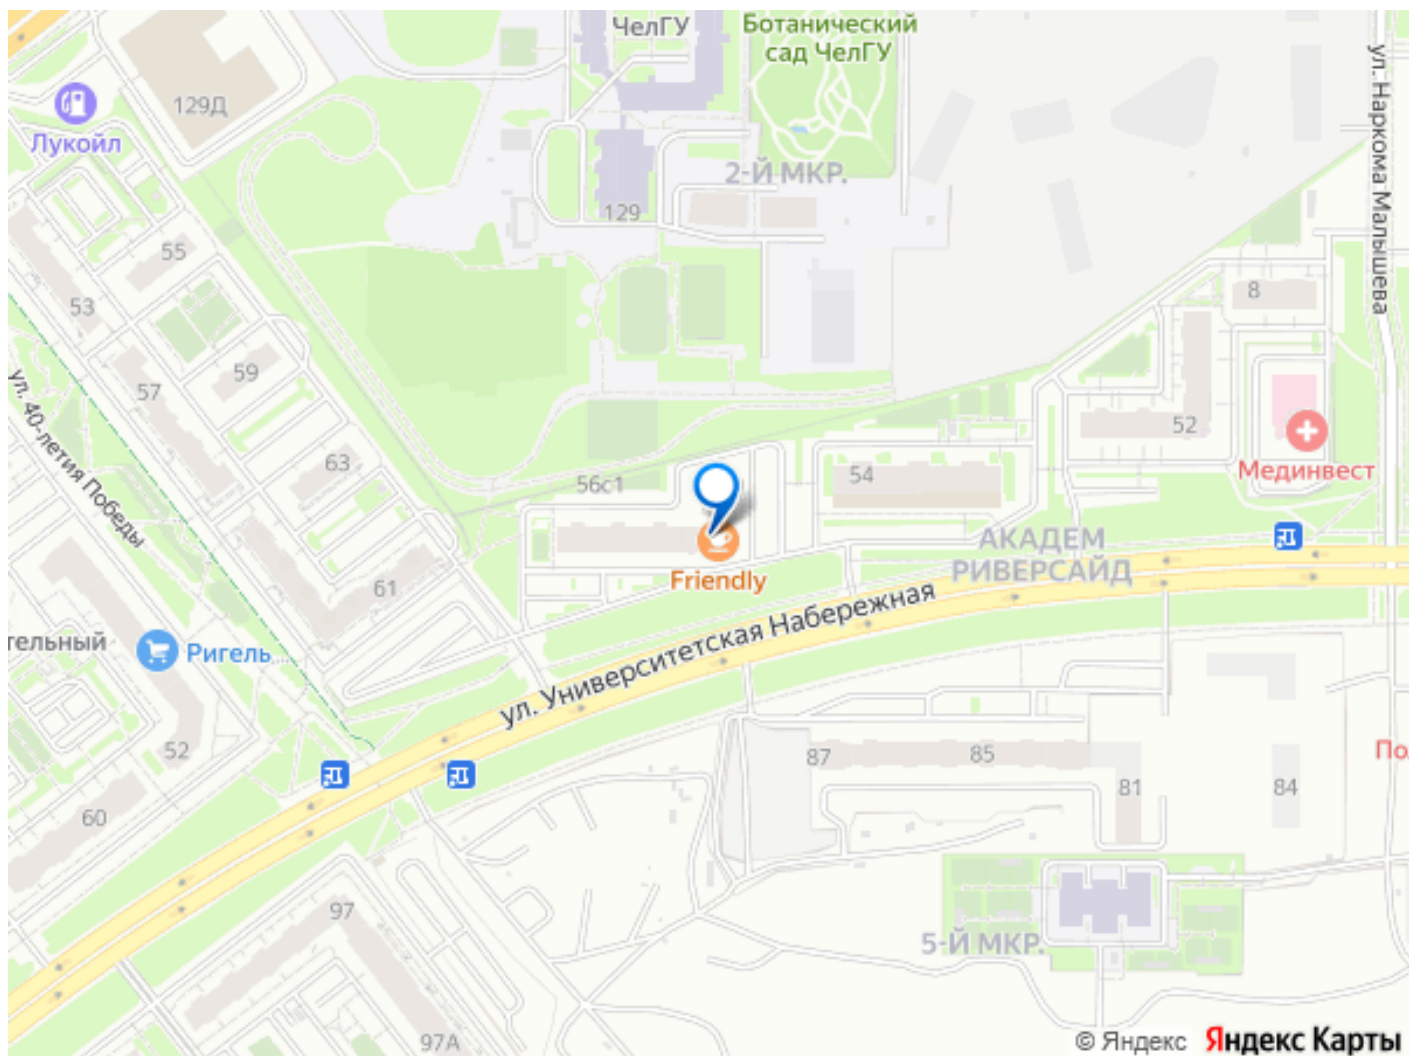 ЧелГУ
Ботанический
сад ЧелГУ
129Д
Лукойл
ул. Наркома Малышева
2-Й МКР.
129
55
53
8
59
57
ул. 40-летия Победы
63
56с1
54
52
Мединвест
АКАДЕМ
РИВЕРСАЙД
Friendly
61
ул. Университетская Набережная
тельный
Ригель...
52
60
87
85
81
84
По
97
5-Й МКР.
97А
© Яндекс Яндекс Карты